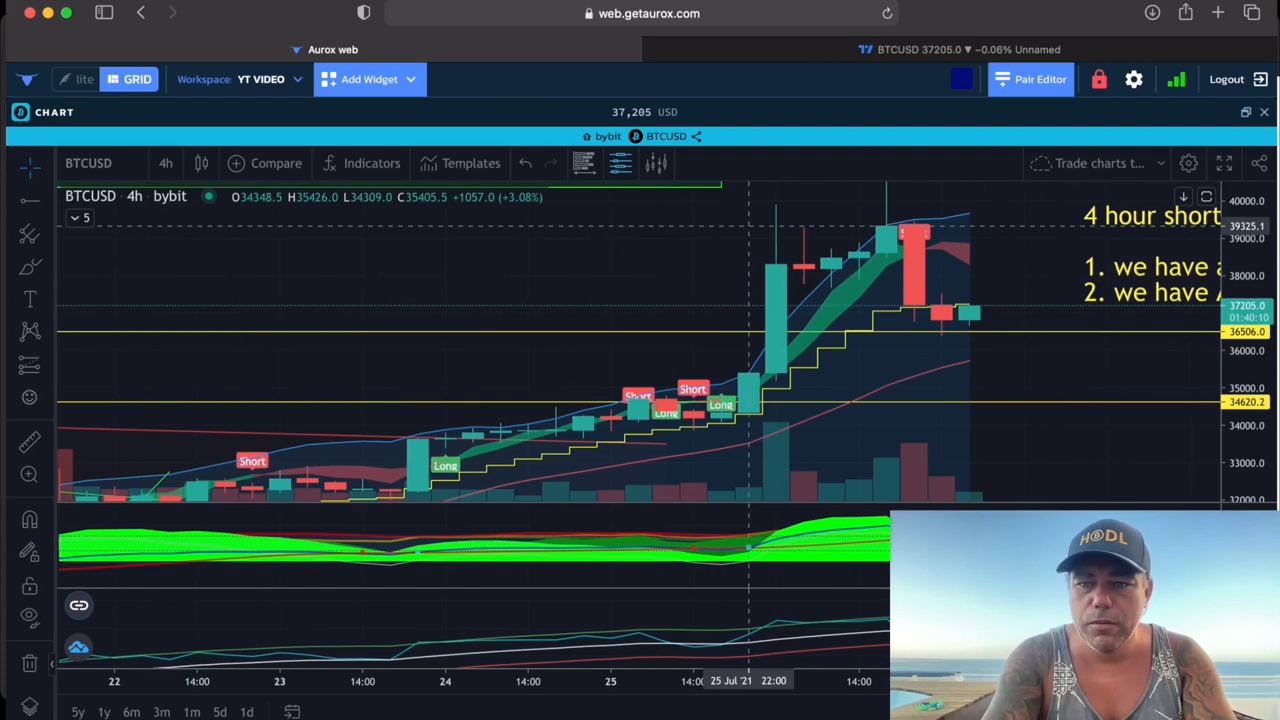 web.getaurox.com
Aurox web
BTCUSD 37205.0 ▼ −0.06% Unnamed
lite
GRID
Workspace: YT VIDEO
Add Widget
Pair Editor
Logout
CHART
37,205 USD
bybit BTCUSD
BTCUSD 4h Compare Indicators Templates Trade charts t...
BTCUSD · 4h · bybit O34348.5 H35426.0 L34309.0 C35405.5 +1057.0 (+3.08%)
5
4 hour short
1. we have
2. we have
40000.0
39325.1
39000.0
38000.0
37205.0
01:40:10
36506.0
36000.0
35000.0
34620.2
34000.0
33000.0
32000.0
Short
Long
Short
Long
Short
Long
22 14:00 23 14:00 24 14:00 25 14:00 25 Jul '21 22:00 14:00
5y 1y 6m 3m 1m 5d 1d
HODL